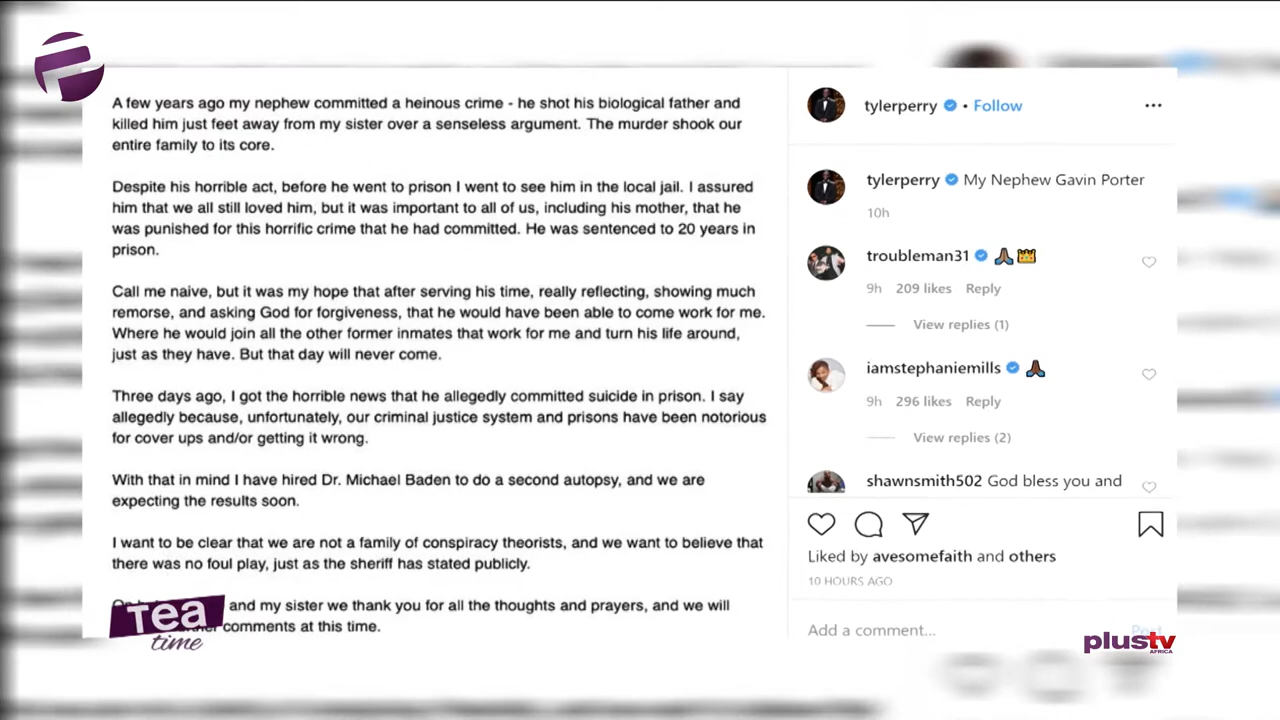 A few years ago my nephew committed a heinous crime - he shot his biological father and
killed him just feet away from my sister over a senseless argument. The murder shook our
entire family to its core.
Despite his horrible act, before he went to prison I went to see him in the local jail. I assured
him that we all still loved him, but it was important to all of us, including his mother, that he
was punished for this horrific crime that he had committed. He was sentenced to 20 years in
prison.
Call me naive, but it was my hope that after serving his time, really reflecting, showing much
remorse, and asking God for forgiveness, that he would have been able to come work for me.
Where he would join all the other former inmates that work for me and turn his life around,
just as they have. But that day will never come.
Three days ago, I got the horrible news that he allegedly committed suicide in prison. I say
allegedly because, unfortunately, our criminal justice system and prisons have been notorious
for cover ups and/or getting it wrong.
With that in mind I have hired Dr. Michael Baden to do a second autopsy, and we are
expecting the results soon.
I want to be clear that we are not a family of conspiracy theorists, and we want to believe that
there was no foul play, just as the sheriff has stated publicly.
and my sister we thank you for all the thoughts and prayers, and we will
comments at this time.
Tea
time
tylerperry • Follow
tylerperry My Nephew Gavin Porter
10h
troubleman31 🙏🏾👑
9h 209 likes Reply
View replies (1)
iamstephaniemills 🙏🏾
9h 296 likes Reply
View replies (2)
shawnsmith502 God bless you and
Liked by avesomefaith and others
10 HOURS AGO
Add a comment...
Post
plustv
AFRICA